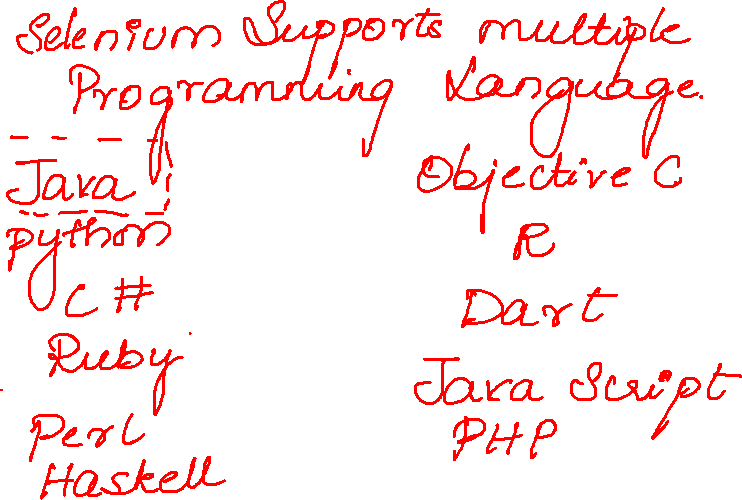 Selenium Supports multiple
Programming Language.
Java
Python
C#
Ruby
Perl
Haskell
Objective C
R
Dart
Java Script
PHP